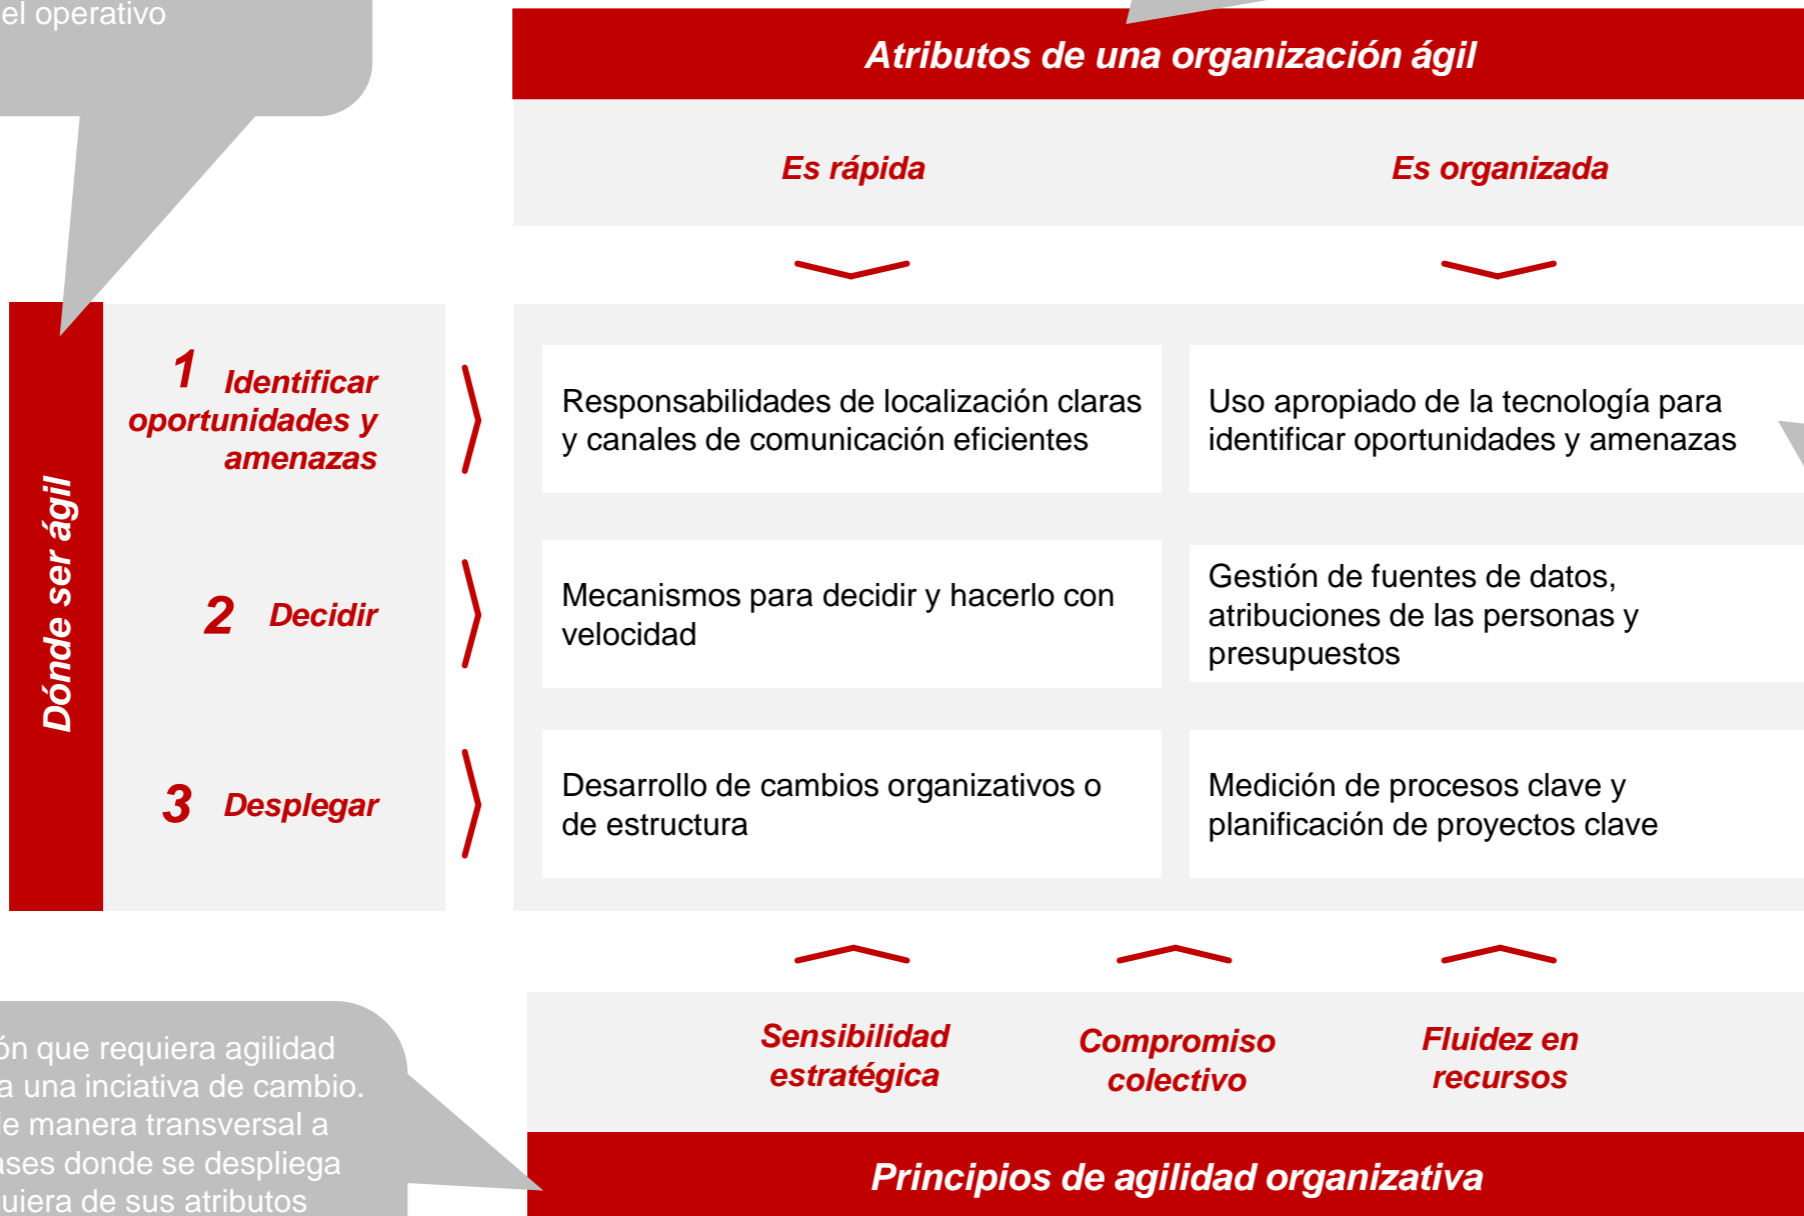 el operativo
Atributos de una organización ágil
Es rápida
Es organizada
Dónde ser ágil
1 Identificar
oportunidades y
amenazas
Responsabilidades de localización claras
y canales de comunicación eficientes
Uso apropiado de la tecnología para
identificar oportunidades y amenazas
2 Decidir
Mecanismos para decidir y hacerlo con
velocidad
Gestión de fuentes de datos,
atribuciones de las personas y
presupuestos
3 Desplegar
Desarrollo de cambios organizativos o
de estructura
Medición de procesos clave y
planificación de proyectos clave
que requiera agilidad
una inciativa de cambio.
manera transversal a
donde se despliega
de sus atributos
Sensibilidad
estratégica
Compromiso
colectivo
Fluidez en
recursos
Principios de agilidad organizativa